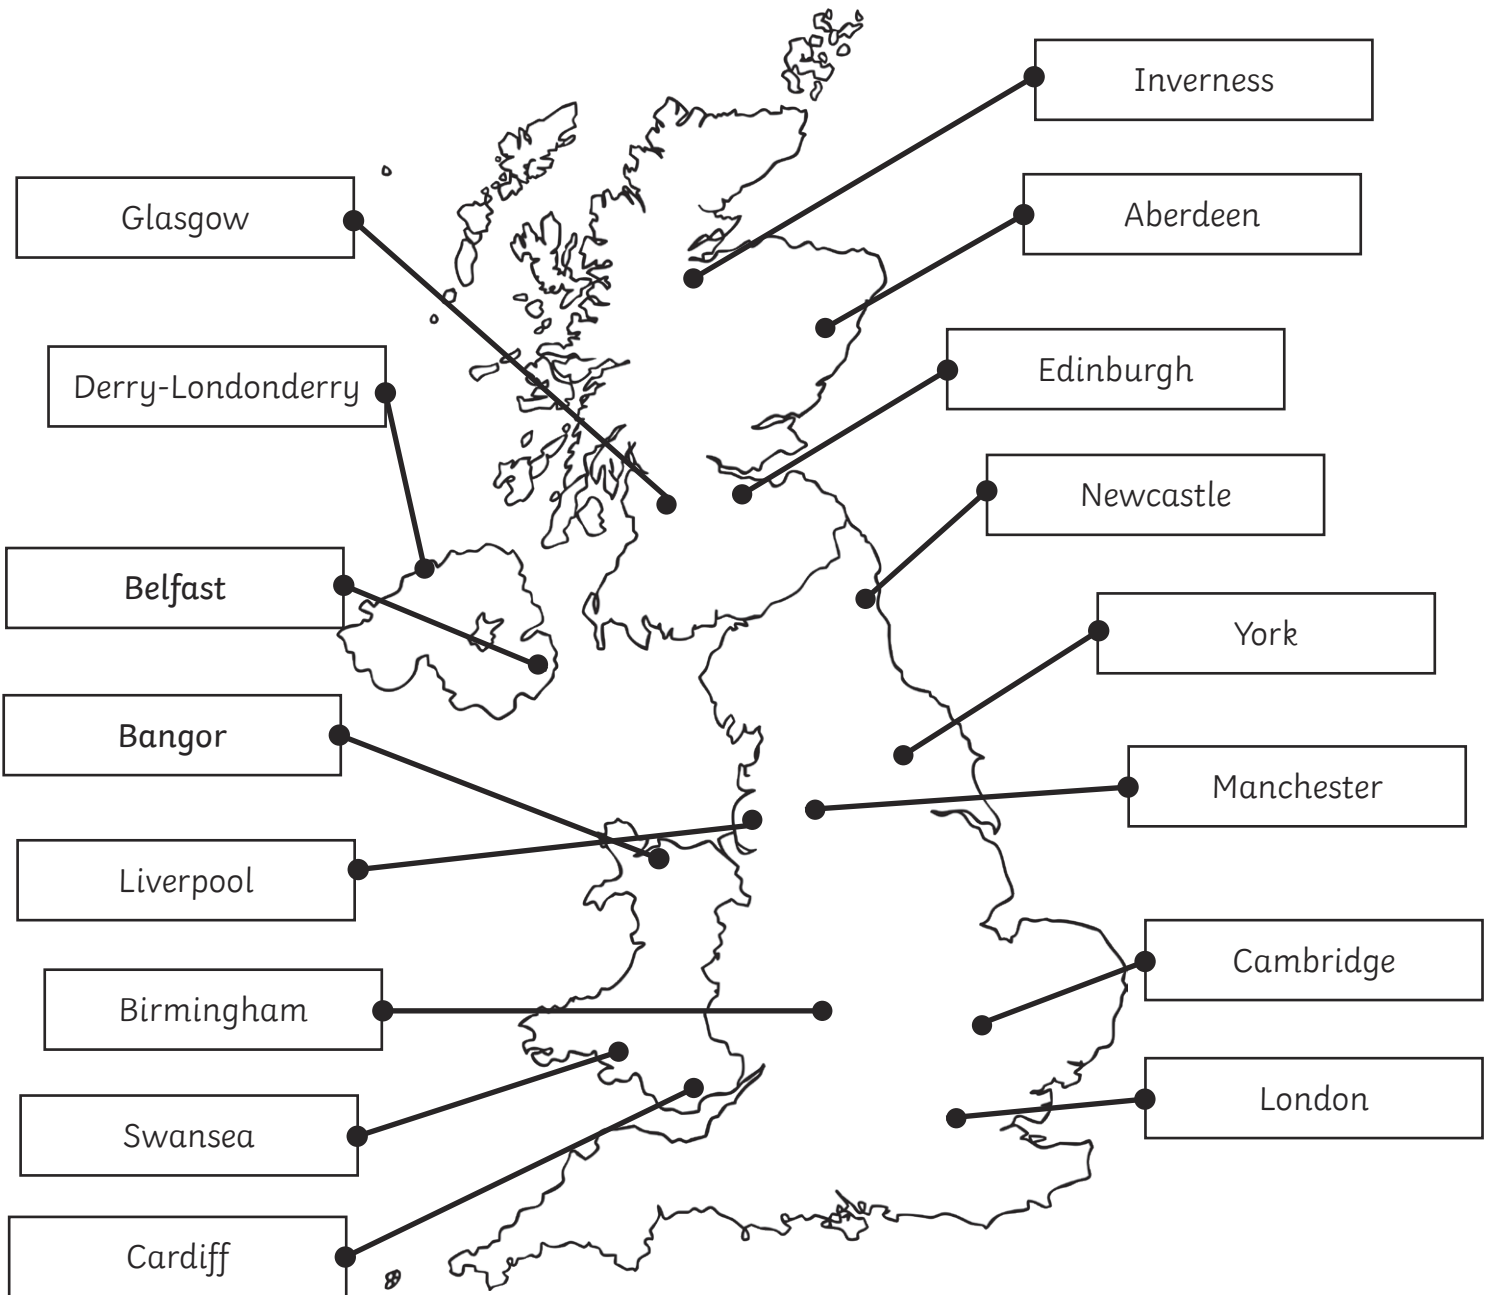 Inverness
Aberdeen
Glasgow
Edinburgh
Derry-Londonderry
Newcastle
Belfast
York
Bangor
Manchester
Liverpool
Cambridge
Birmingham
London
Swansea
Cardiff